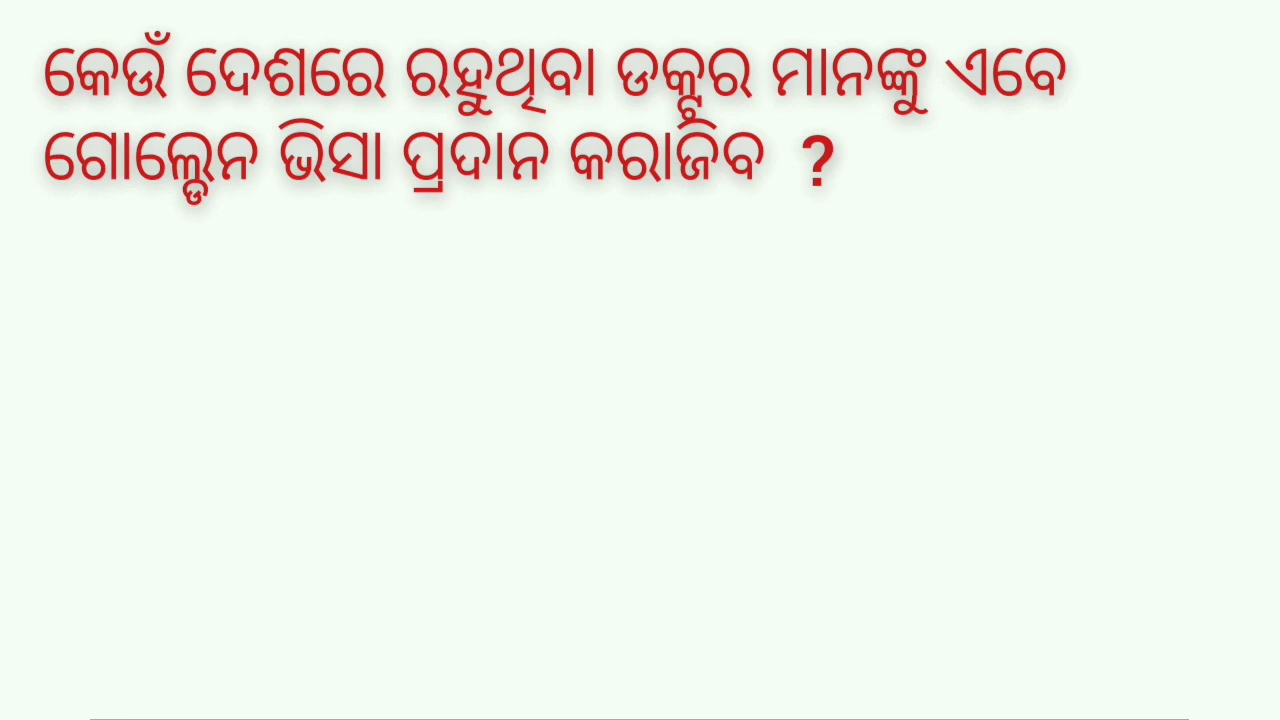 କେଉଁ ଦେଶରେ ରହୁଥିବା ଡକ୍ଟର ମାନଙ୍କୁ ଏବେ
ଗୋଲ୍ଡେନ ଭିସା ପ୍ରଦାନ କରାଜିବ ?